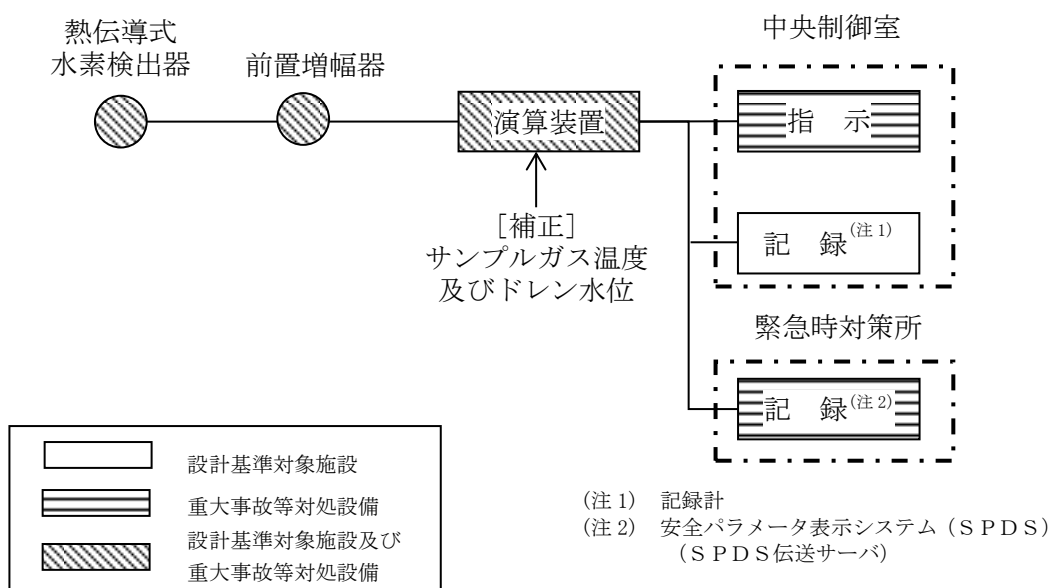 熱伝導式
水素検出器
前置増幅器
演算装置
[補正]
サンプルガス温度
及びドレン水位
中央制御室
指　示
記　録(注1)
緊急時対策所
記　録(注2)
設計基準対象施設
重大事故等対処設備
設計基準対象施設及び
重大事故等対処設備
(注1)　記録計
(注2)　安全パラメータ表示システム（ＳＰＤＳ）
（ＳＰＤＳ伝送サーバ）